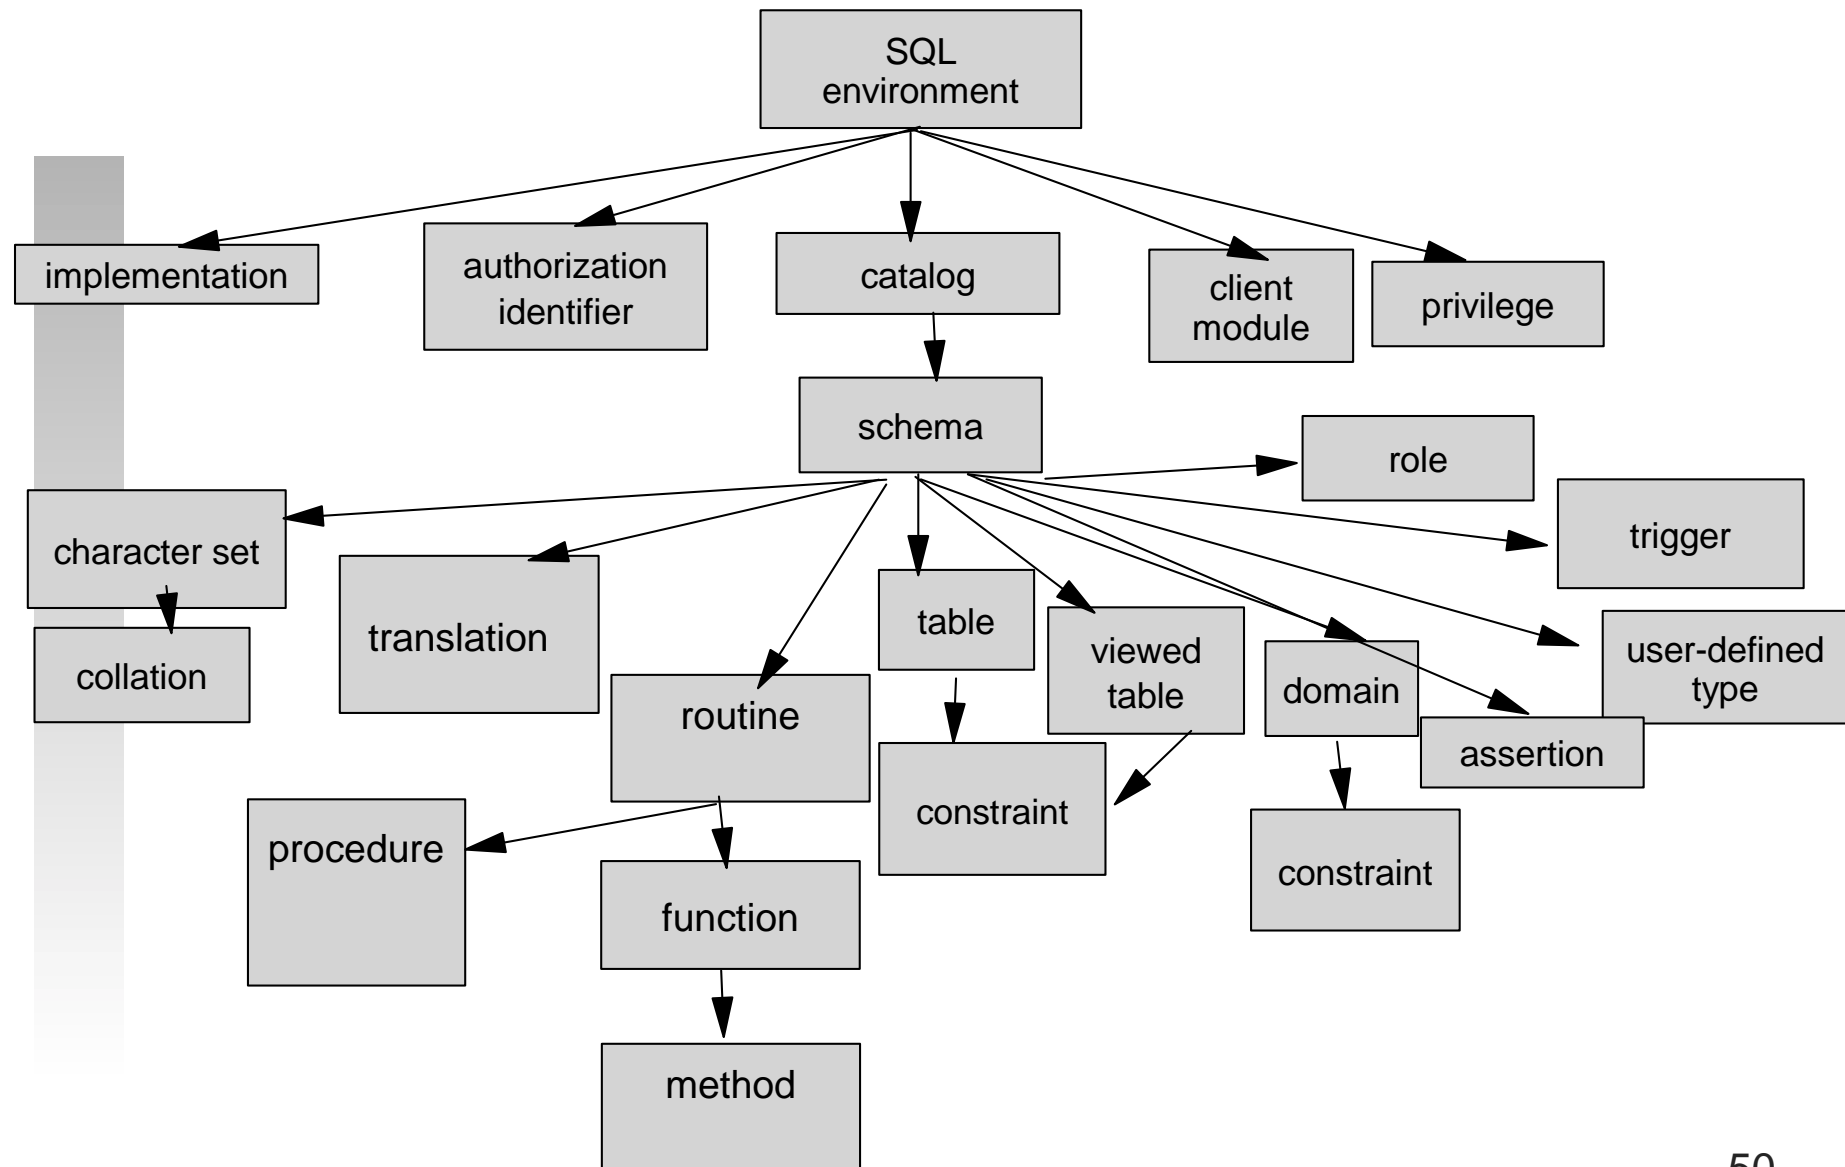 SQL
environment
implementation
authorization
identifier
catalog
client
module
privilege
schema
role
character set
trigger
translation
table
viewed
table
user-defined
type
collation
domain
routine
assertion
constraint
procedure
constraint
function
method
50